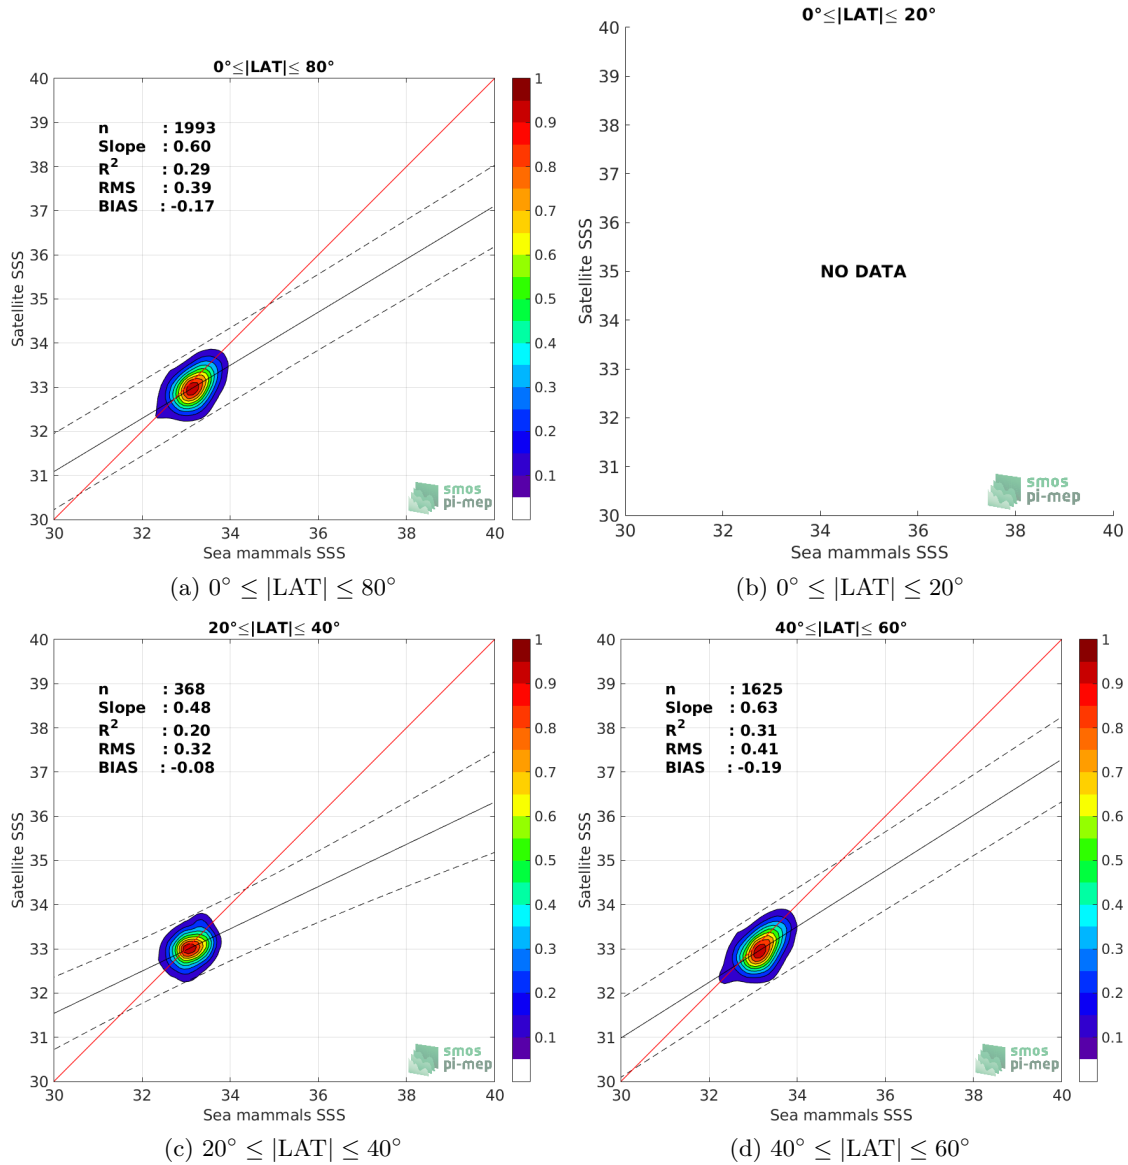 0°≤|LAT|≤ 80°
40
39
38
37
36
35
34
33
32
31
30
n : 1993
Slope : 0.60
R² : 0.29
RMS : 0.39
BIAS : -0.17
Satellite SSS
30 32 34 36 38 40
Sea mammals SSS
1
0.9
0.8
0.7
0.6
0.5
0.4
0.3
0.2
0.1
smos
pi-mep
(a) 0° ≤ |LAT| ≤ 80°
0°≤|LAT|≤ 20°
40
39
38
37
36
35
34
33
32
31
30
NO DATA
Satellite SSS
30 32 34 36 38 40
Sea mammals SSS
smos
pi-mep
(b) 0° ≤ |LAT| ≤ 20°
20°≤|LAT|≤ 40°
40
39
38
37
36
35
34
33
32
31
30
n : 368
Slope : 0.48
R² : 0.20
RMS : 0.32
BIAS : -0.08
Satellite SSS
30 32 34 36 38 40
Sea mammals SSS
1
0.9
0.8
0.7
0.6
0.5
0.4
0.3
0.2
0.1
smos
pi-mep
(c) 20° ≤ |LAT| ≤ 40°
40°≤|LAT|≤ 60°
40
39
38
37
36
35
34
33
32
31
30
n : 1625
Slope : 0.63
R² : 0.31
RMS : 0.41
BIAS : -0.19
Satellite SSS
30 32 34 36 38 40
Sea mammals SSS
1
0.9
0.8
0.7
0.6
0.5
0.4
0.3
0.2
0.1
smos
pi-mep
(d) 40° ≤ |LAT| ≤ 60°